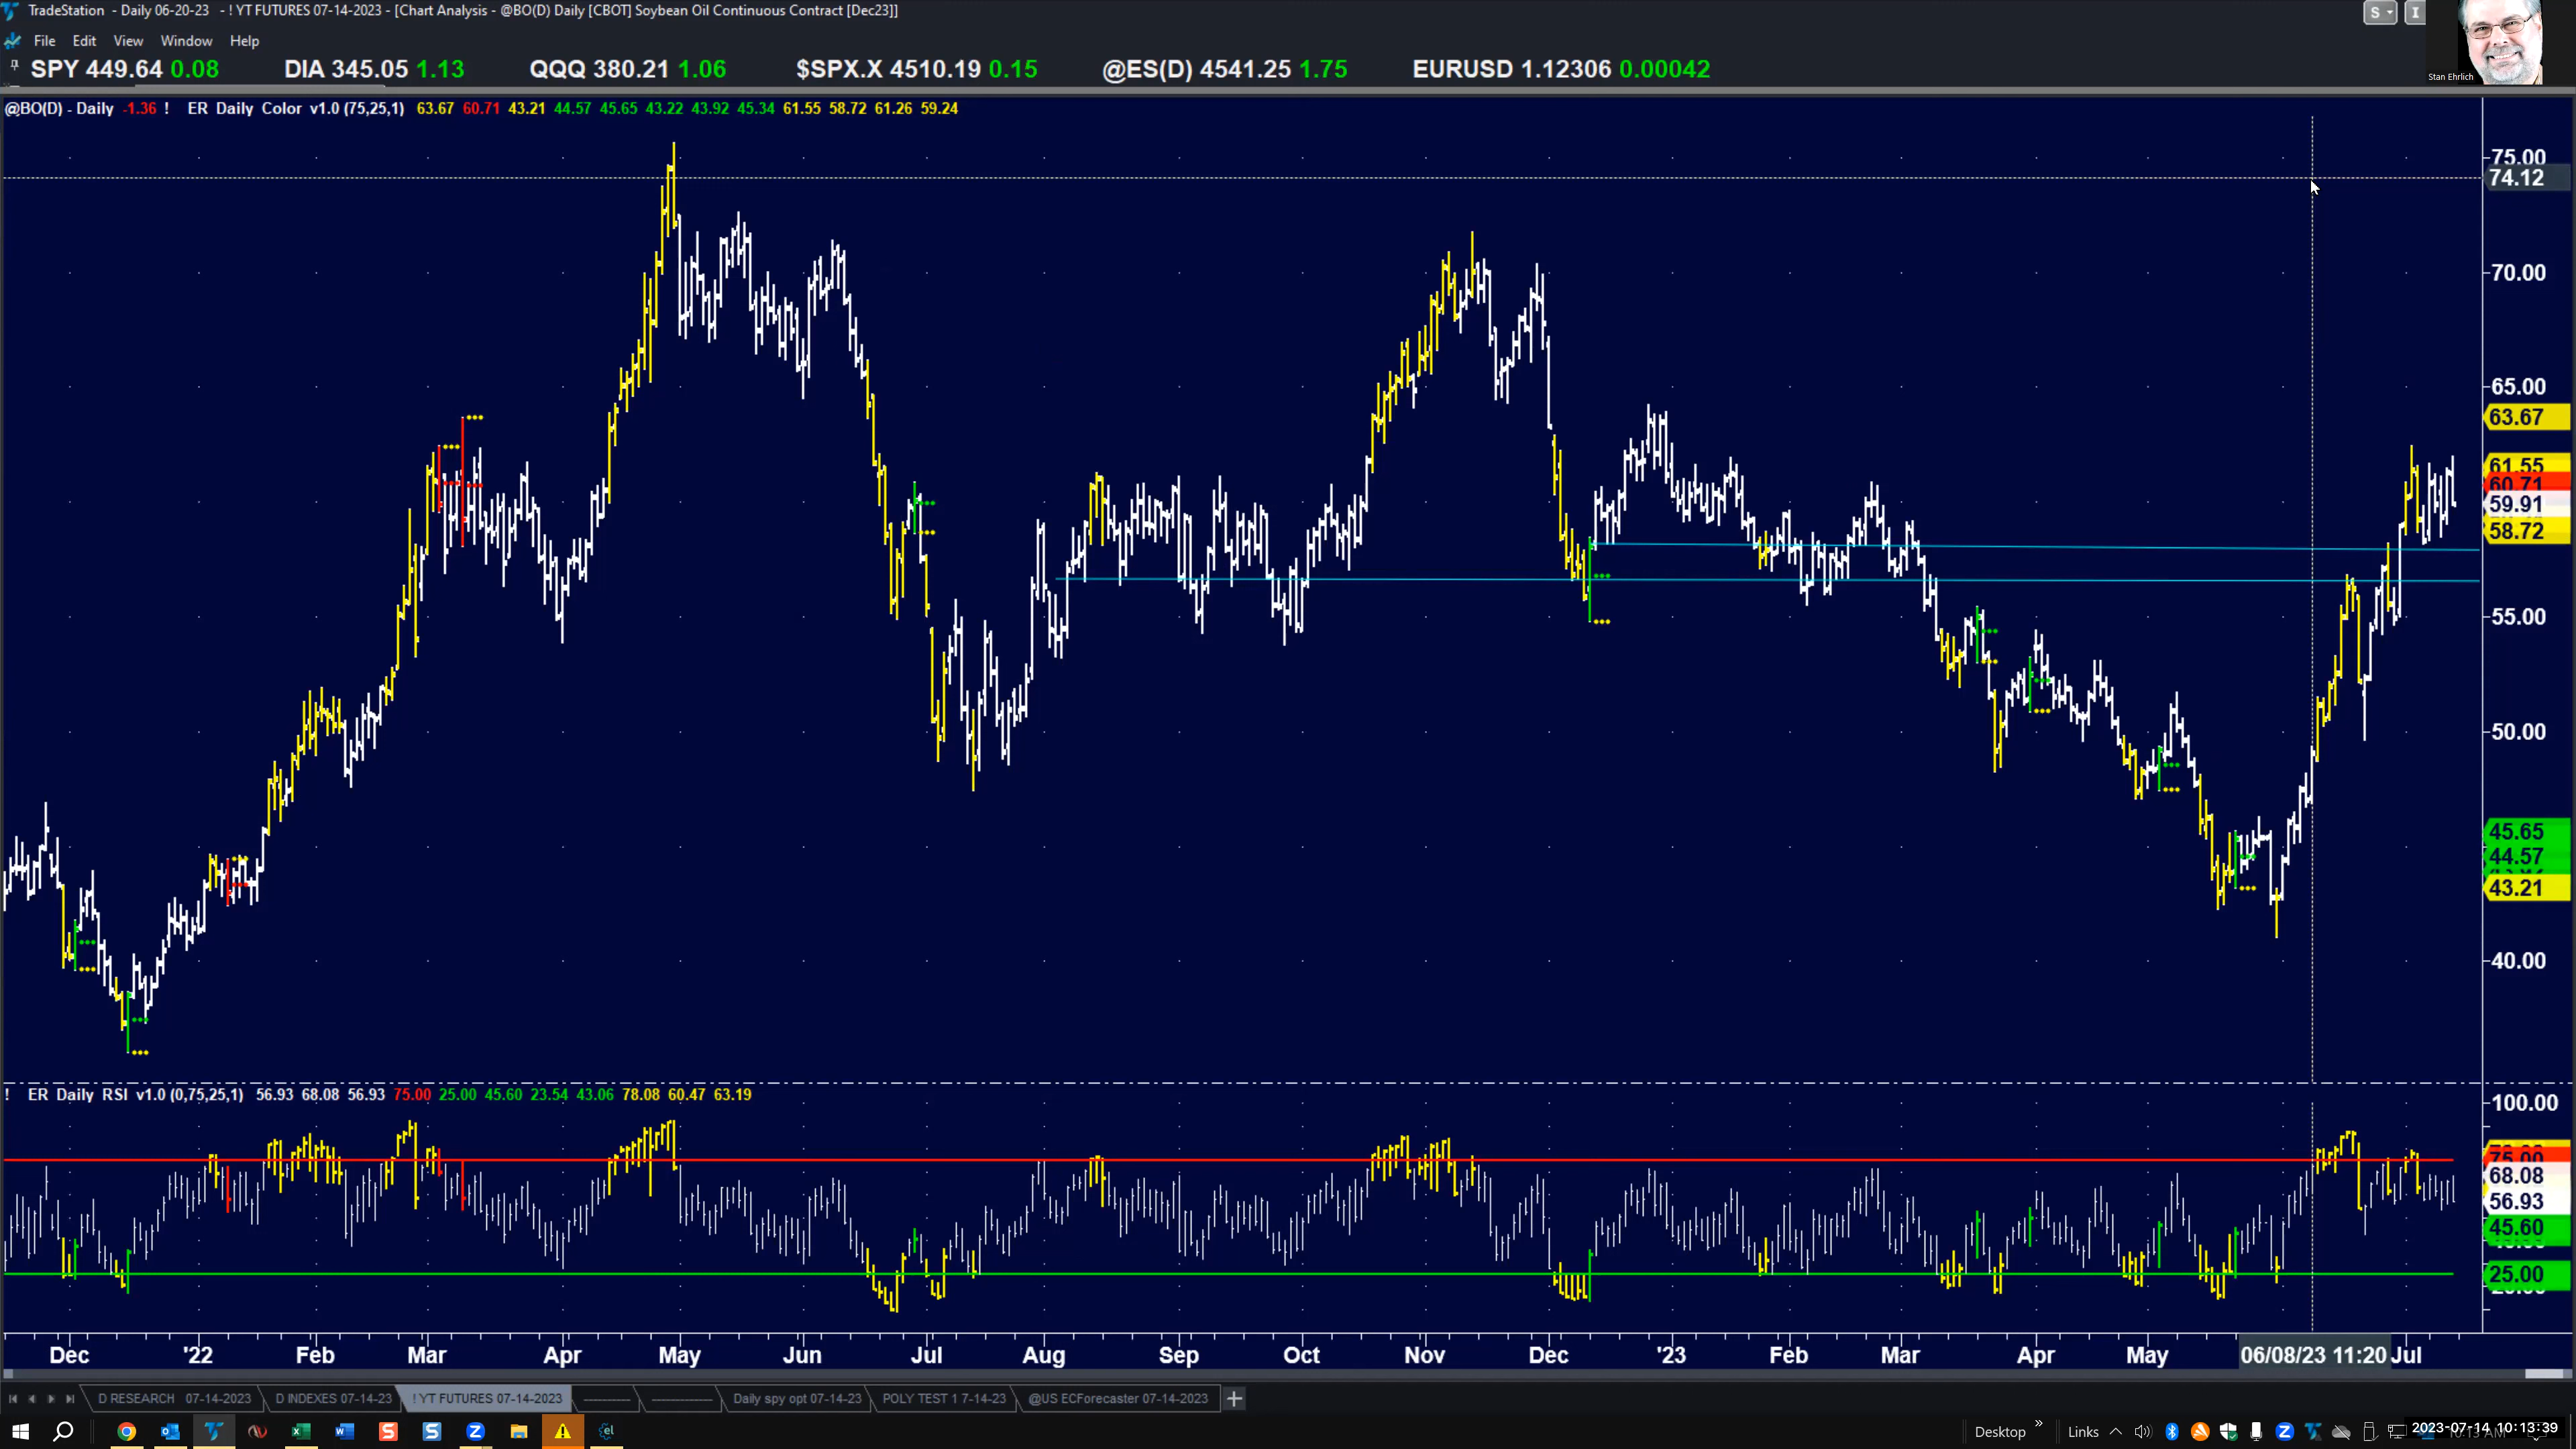 TradeStation - Daily 06-20-23 - ! YT FUTURES 07-14-2023 - [Chart Analysis - @BO(D) Daily [CBOT] Soybean Oil Continuous Contract [Dec23]]
S I
File Edit View Window Help
SPY 449.64 0.08 DIA 345.05 1.13 QQQ 380.21 1.06 $SPX.X 4510.19 0.15 @ES(D) 4541.25 1.75 EURUSD 1.12306 0.00042
Stan Ehrlich
@BO(D) - Daily -1.36 ! ER Daily Color v1.0 (75,25,1) 63.67 60.71 43.21 44.57 45.65 43.22 43.92 45.34 61.55 58.72 61.26 59.24
75.00
74.12
70.00
65.00
63.67
61.55
60.71
59.91
58.72
55.00
50.00
45.65
44.57
43.21
40.00
! ER Daily RSI v1.0 (0,75,25,1) 56.93 68.08 56.93 75.00 25.00 45.60 23.54 43.06 78.08 60.47 63.19
100.00
75.00
68.08
56.93
45.60
25.00
Dec '22 Feb Mar Apr May Jun Jul Aug Sep Oct Nov Dec '23 Feb Mar Apr May 06/08/23 11:20 Jul
D RESEARCH 07-14-2023 D INDEXES 07-14-23 ! YT FUTURES 07-14-2023 Daily spy opt 07-14-23 POLY TEST 1 7-14-23 @US ECForecaster 07-14-2023
Desktop Links 2023-07-14 10:13:39